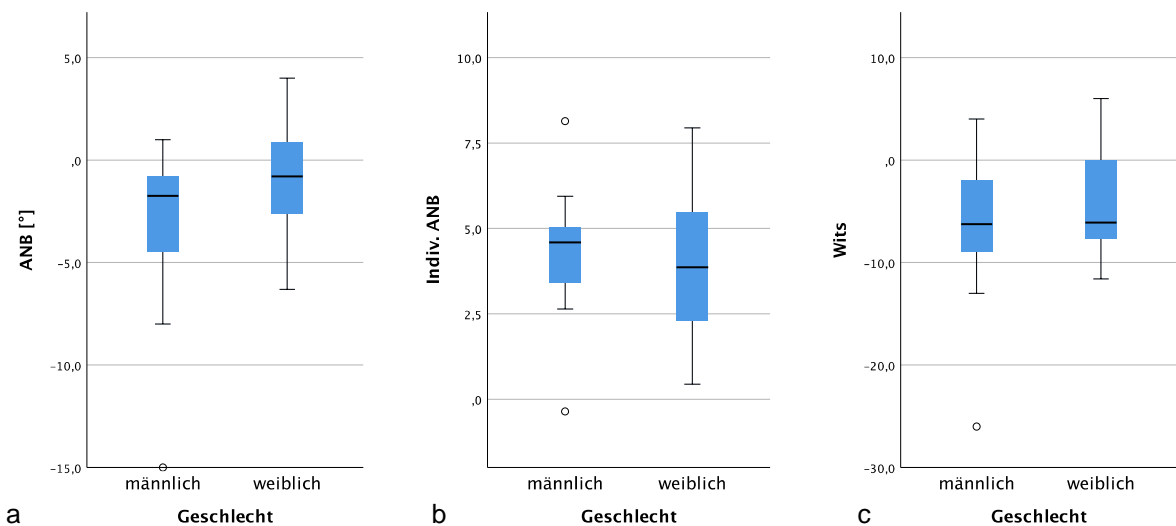 5,0
,0
-5,0
-10,0
-15,0
ANB [°]
männlich
weiblich
Geschlecht
a
10,0
7,5
5,0
2,5
,0
Indiv. ANB
männlich
weiblich
Geschlecht
b
10,0
,0
-10,0
-20,0
-30,0
Wits
männlich
weiblich
Geschlecht
c